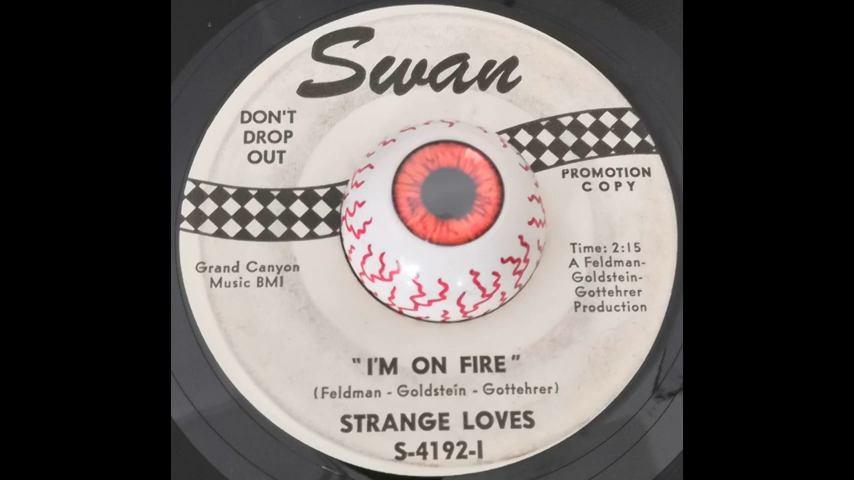 Swan
DON'T
DROP
OUT
PROMOTION
COPY
Grand Canyon
Music BMI
Time: 2:15
A Feldman-
Goldstein-
Gottehrer
Production
"I'M ON FIRE"
(Feldman - Goldstein - Gottehrer)
STRANGE LOVES
S-4192-I